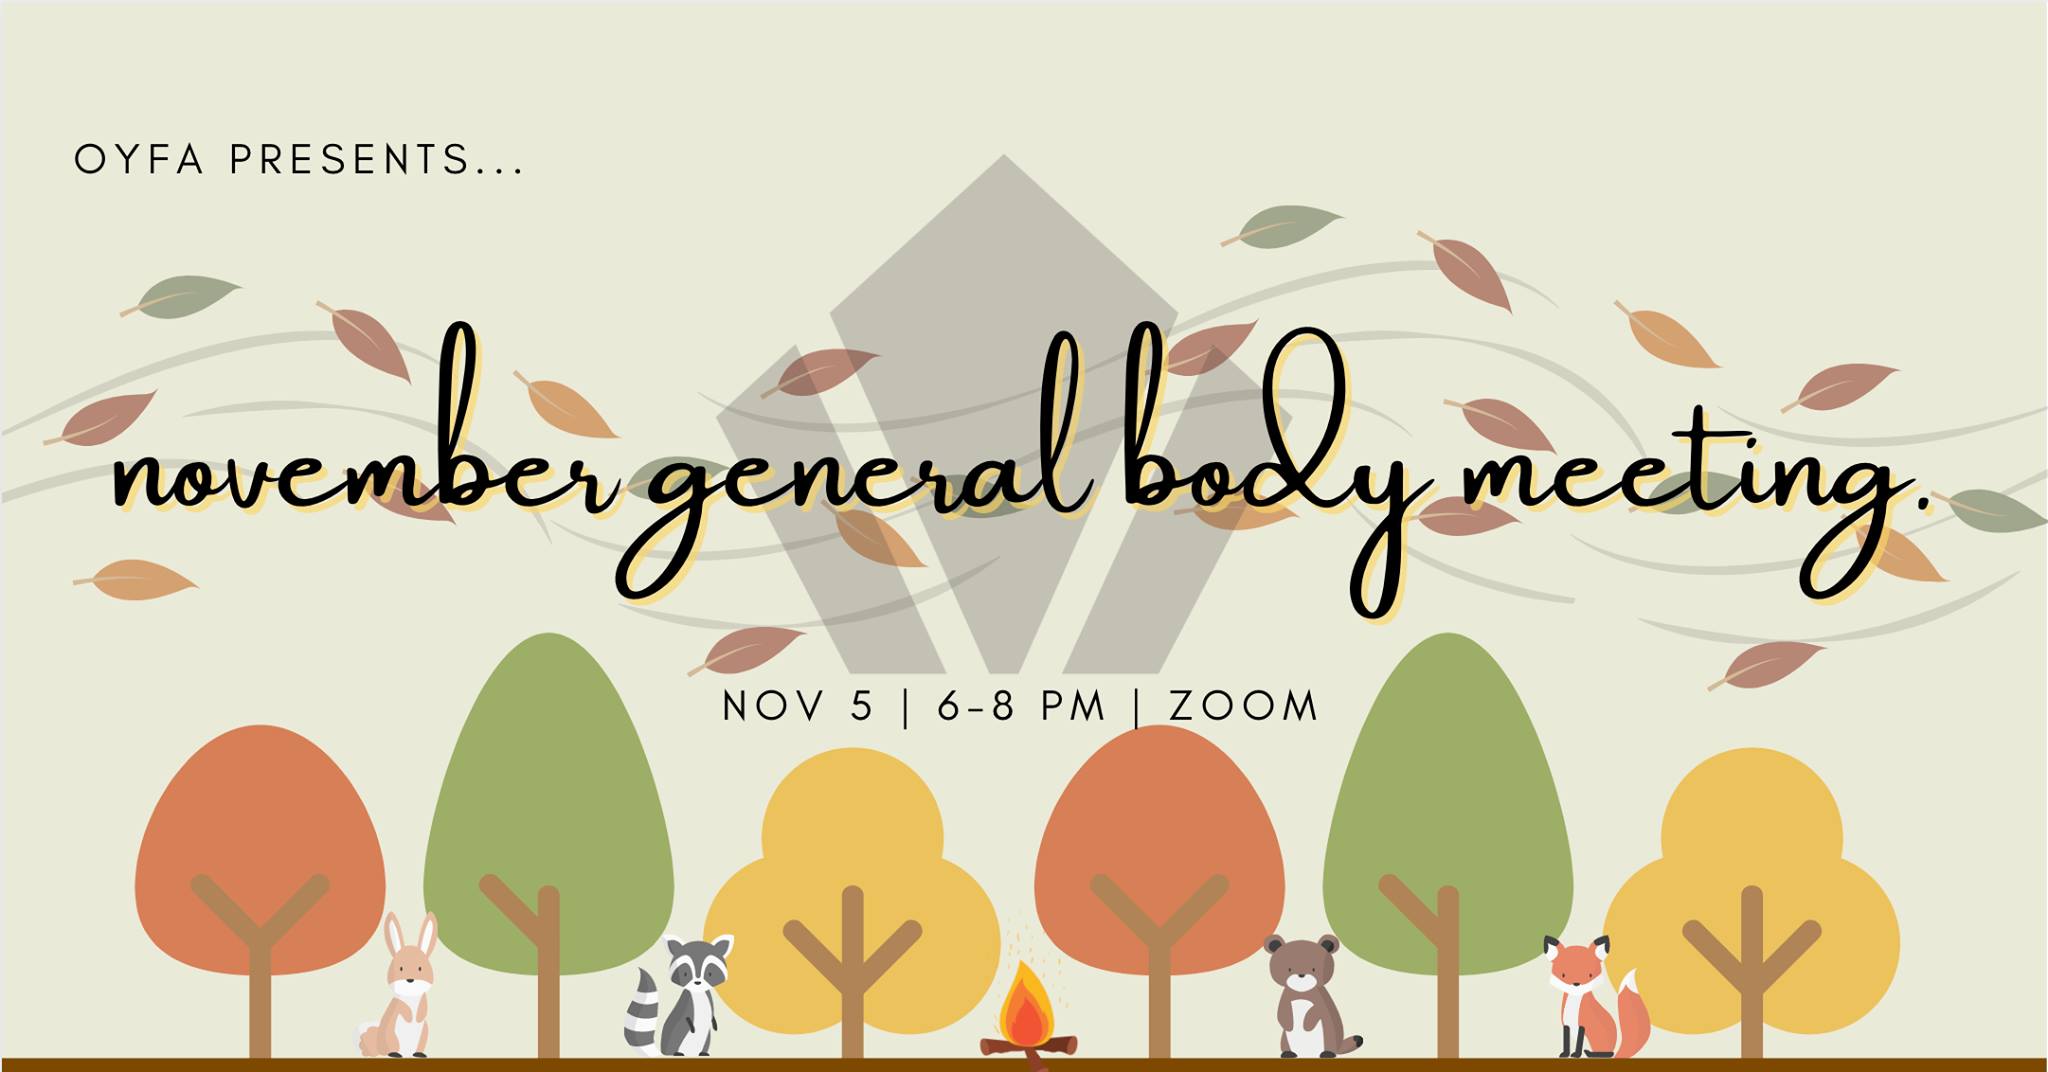 OYFA PRESENTS...
november general body meeting.
NOV 5 | 6-8 PM | ZOOM